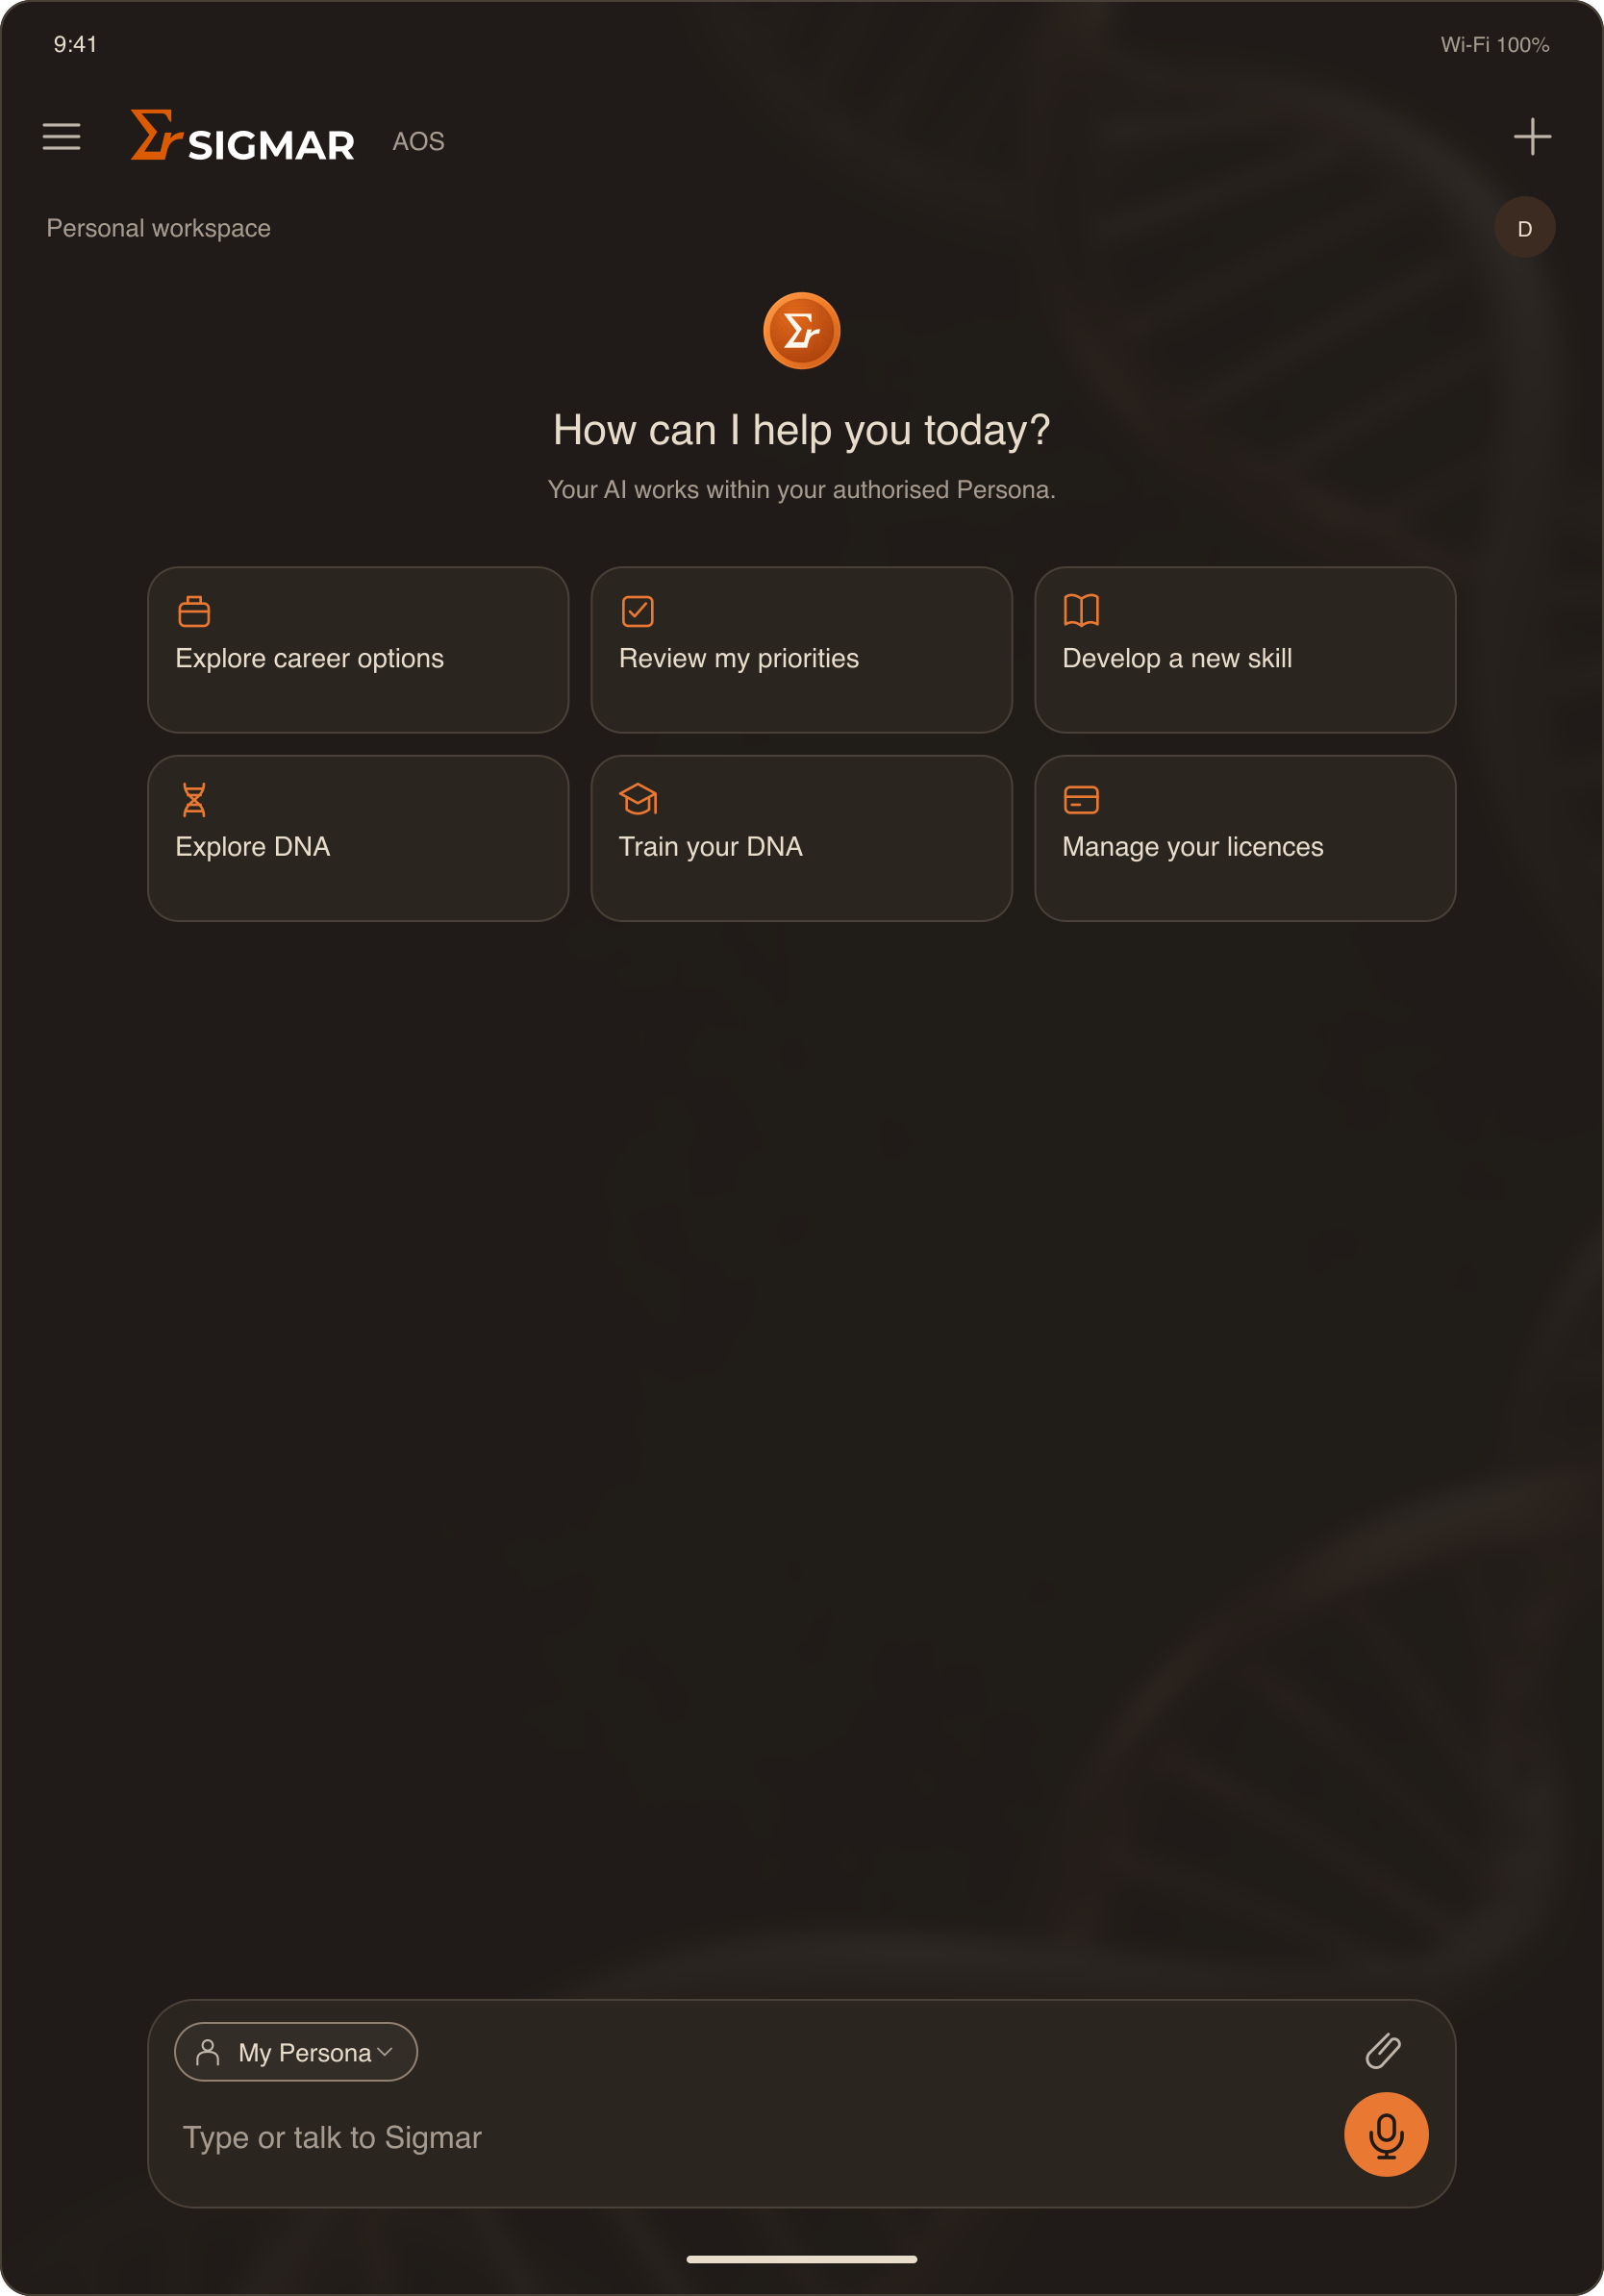 9:41 Wi-Fi 100%
Σr SIGMAR AOS
Personal workspace D
Σr
How can I help you today?
Your AI works within your authorised Persona.
Explore career options Review my priorities Develop a new skill
Explore DNA Train your DNA Manage your licences
My Persona
Type or talk to Sigmar